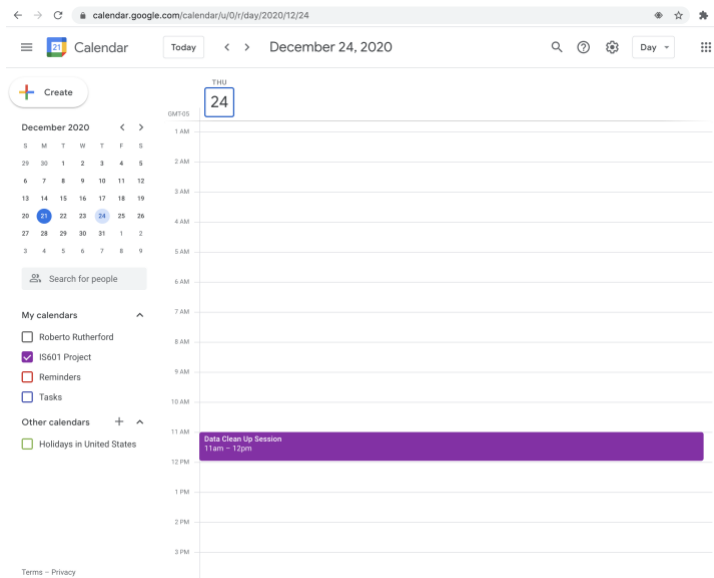 calendar.google.com/calendar/u/0/r/day/2020/12/24
21 Calendar Today December 24, 2020 Day
Create
THU
24
GMT-05
December 2020
S M T W T F S
29 30 1 2 3 4 5
6 7 8 9 10 11 12
13 14 15 16 17 18 19
20 21 22 23 24 25 26
27 28 29 30 31 1 2
3 4 5 6 7 8 9
Search for people
My calendars
Roberto Rutherford
IS601 Project
Reminders
Tasks
Other calendars
Holidays in United States
Terms – Privacy
1 AM
2 AM
3 AM
4 AM
5 AM
6 AM
7 AM
8 AM
9 AM
10 AM
11 AM
Data Clean Up Session
11am – 12pm
12 PM
1 PM
2 PM
3 PM